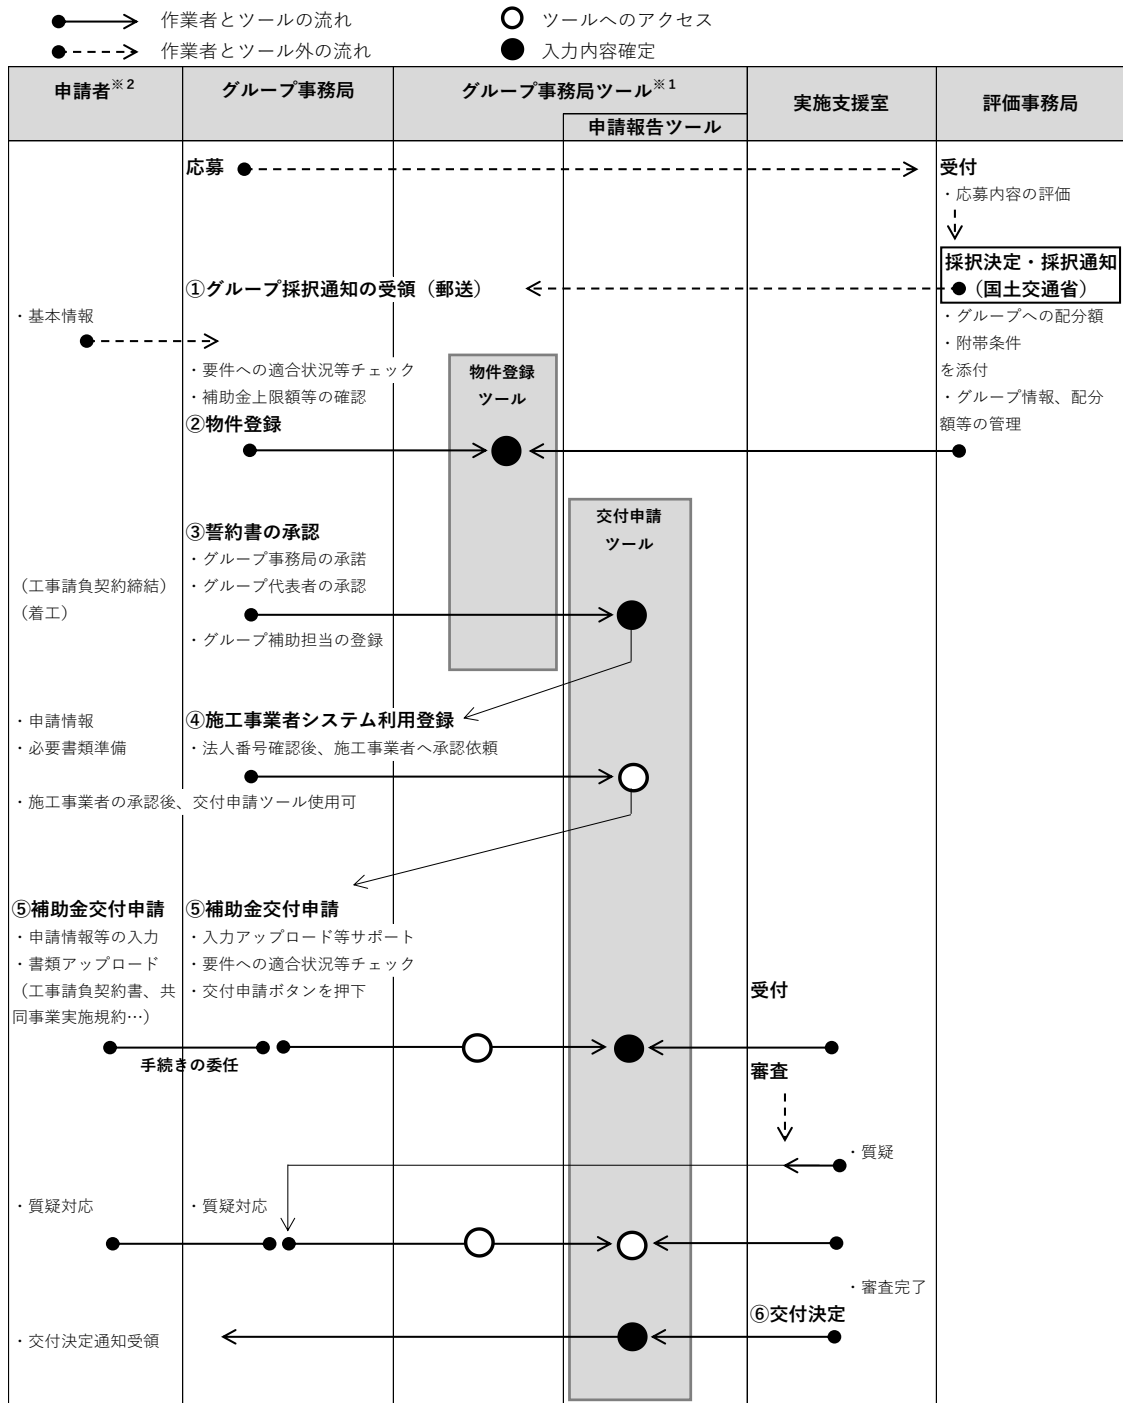 作業者とツールの流れ
ツールへのアクセス
作業者とツール外の流れ
入力内容確定
申請者※2
グループ事務局
グループ事務局ツール※1
申請報告ツール
実施支援室
評価事務局
応募
受付
・応募内容の評価
採択決定・採択通知
（国土交通省）
①グループ採択通知の受領（郵送）
・グループへの配分額
・附帯条件
を添付
・グループ情報、配分
額等の管理
・基本情報
・要件への適合状況等チェック
・補助金上限額等の確認
物件登録
ツール
②物件登録
交付申請
ツール
③誓約書の承認
・グループ事務局の承諾
（工事請負契約締結）
・グループ代表者の承認
（着工）
・グループ補助担当の登録
④施工事業者システム利用登録
・申請情報
・必要書類準備
・法人番号確認後、施工事業者へ承認依頼
・施工事業者の承認後、交付申請ツール使用可
⑤補助金交付申請
・申請情報等の入力
・書類アップロード
（工事請負契約書、共
同事業実施規約…）
⑤補助金交付申請
・入力アップロード等サポート
・要件への適合状況等チェック
・交付申請ボタンを押下
受付
手続きの委任
審査
・質疑
・質疑対応
・質疑対応
・審査完了
⑥交付決定
・交付決定通知受領